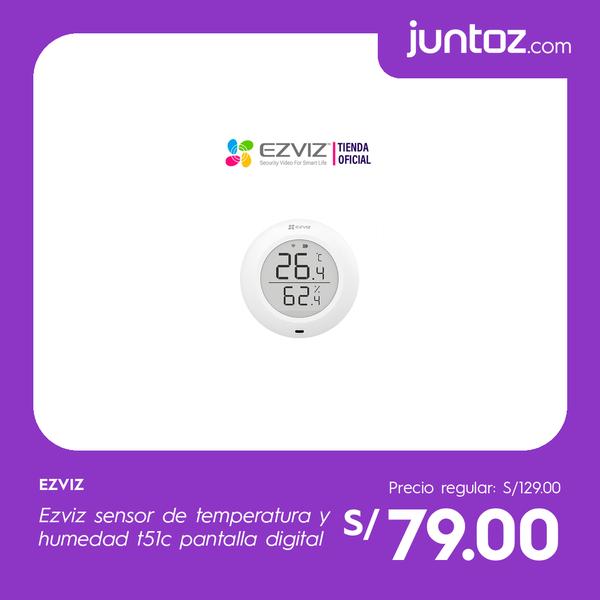 juntoz.com
EZVIZ
Security Video For Smart Life
TIENDA
OFICIAL
EZVIZ
26.4 °C
62.4 %
EZVIZ
Precio regular: S/129.00
Ezviz sensor de temperatura y
humedad t51c pantalla digital
S/79.00